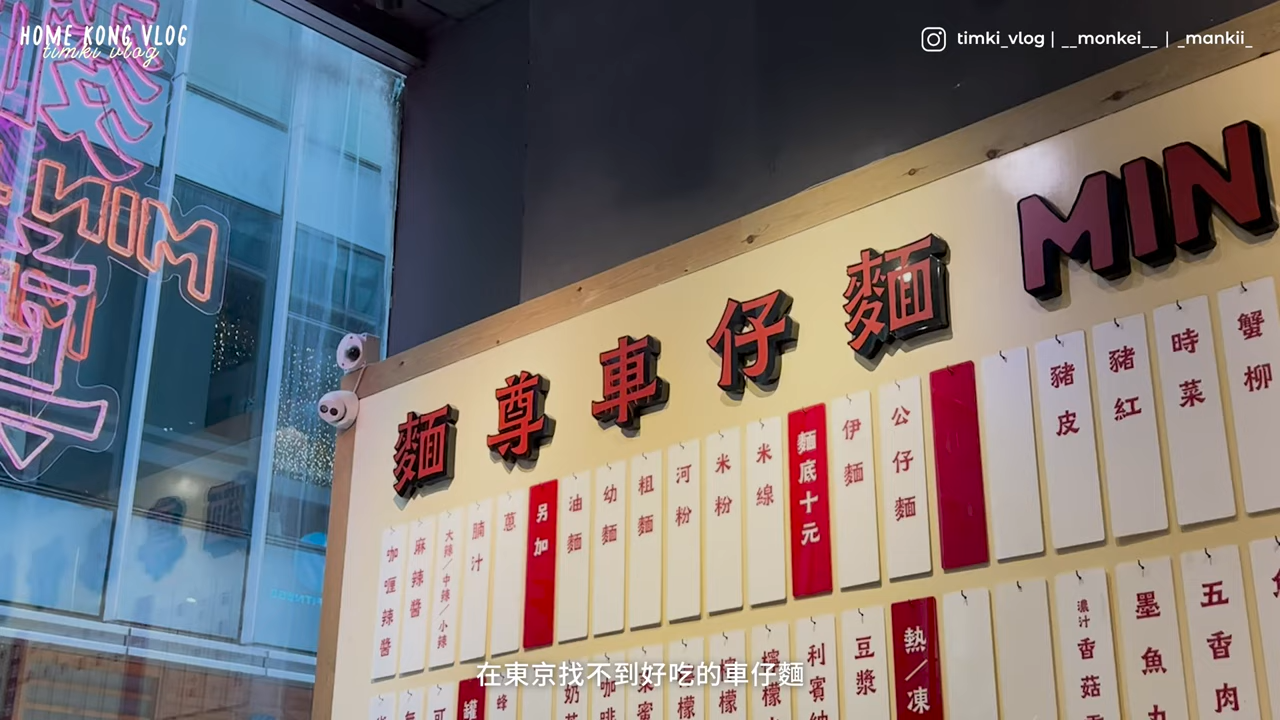 HOME KONG VLOG
timki vlog
timki_vlog | __monkei__ | _mankii_
MIN
麵尊車仔麵 MIN
咖喱辣醬
麻辣醬
大辣/中辣/小辣
腩汁
蔥
另加
油麵
幼麵
粗麵
河粉
米粉
米線
麵底十元
伊麵
公仔麵
豬皮
豬紅
時菜
蟹柳
豆漿
熱/凍
濃汁香菇
墨魚
五香肉
在東京找不到好吃的車仔麵